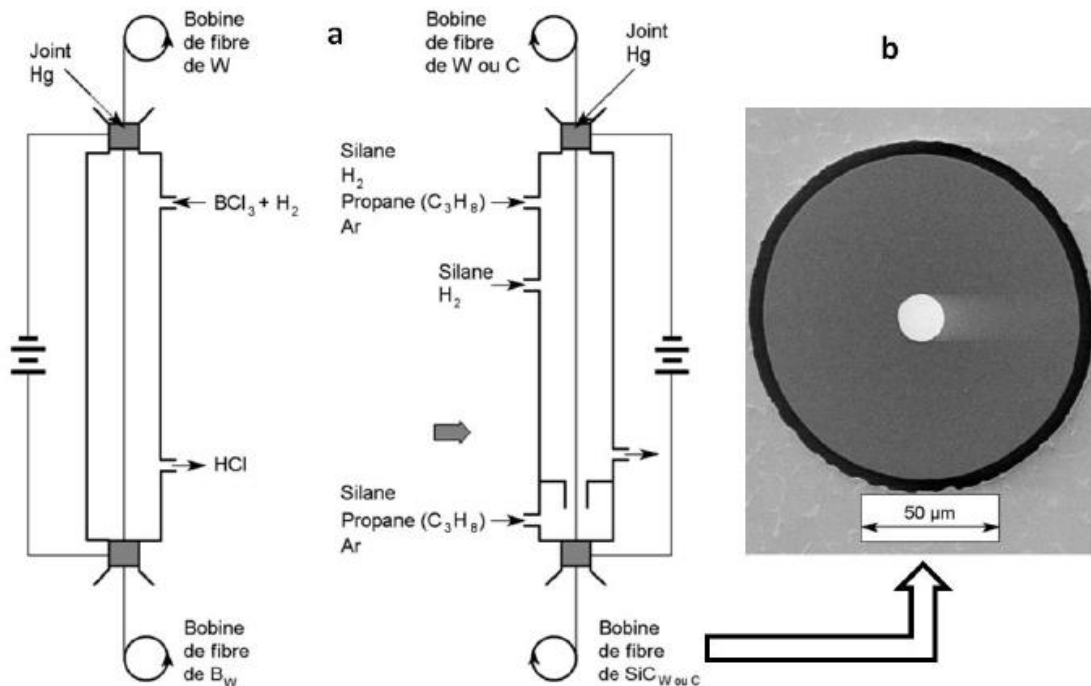 a
Bobine
de fibre
de W
Joint
Hg
BCl₃ + H₂
HCl
Bobine
de fibre
de B_W
Bobine
de fibre
de W ou C
Joint
Hg
Silane
H₂
Propane (C₃H₈)
Ar
Silane
H₂
Silane
Propane (C₃H₈)
Ar
Bobine
de fibre
de SiC_W ou C
b
50 µm